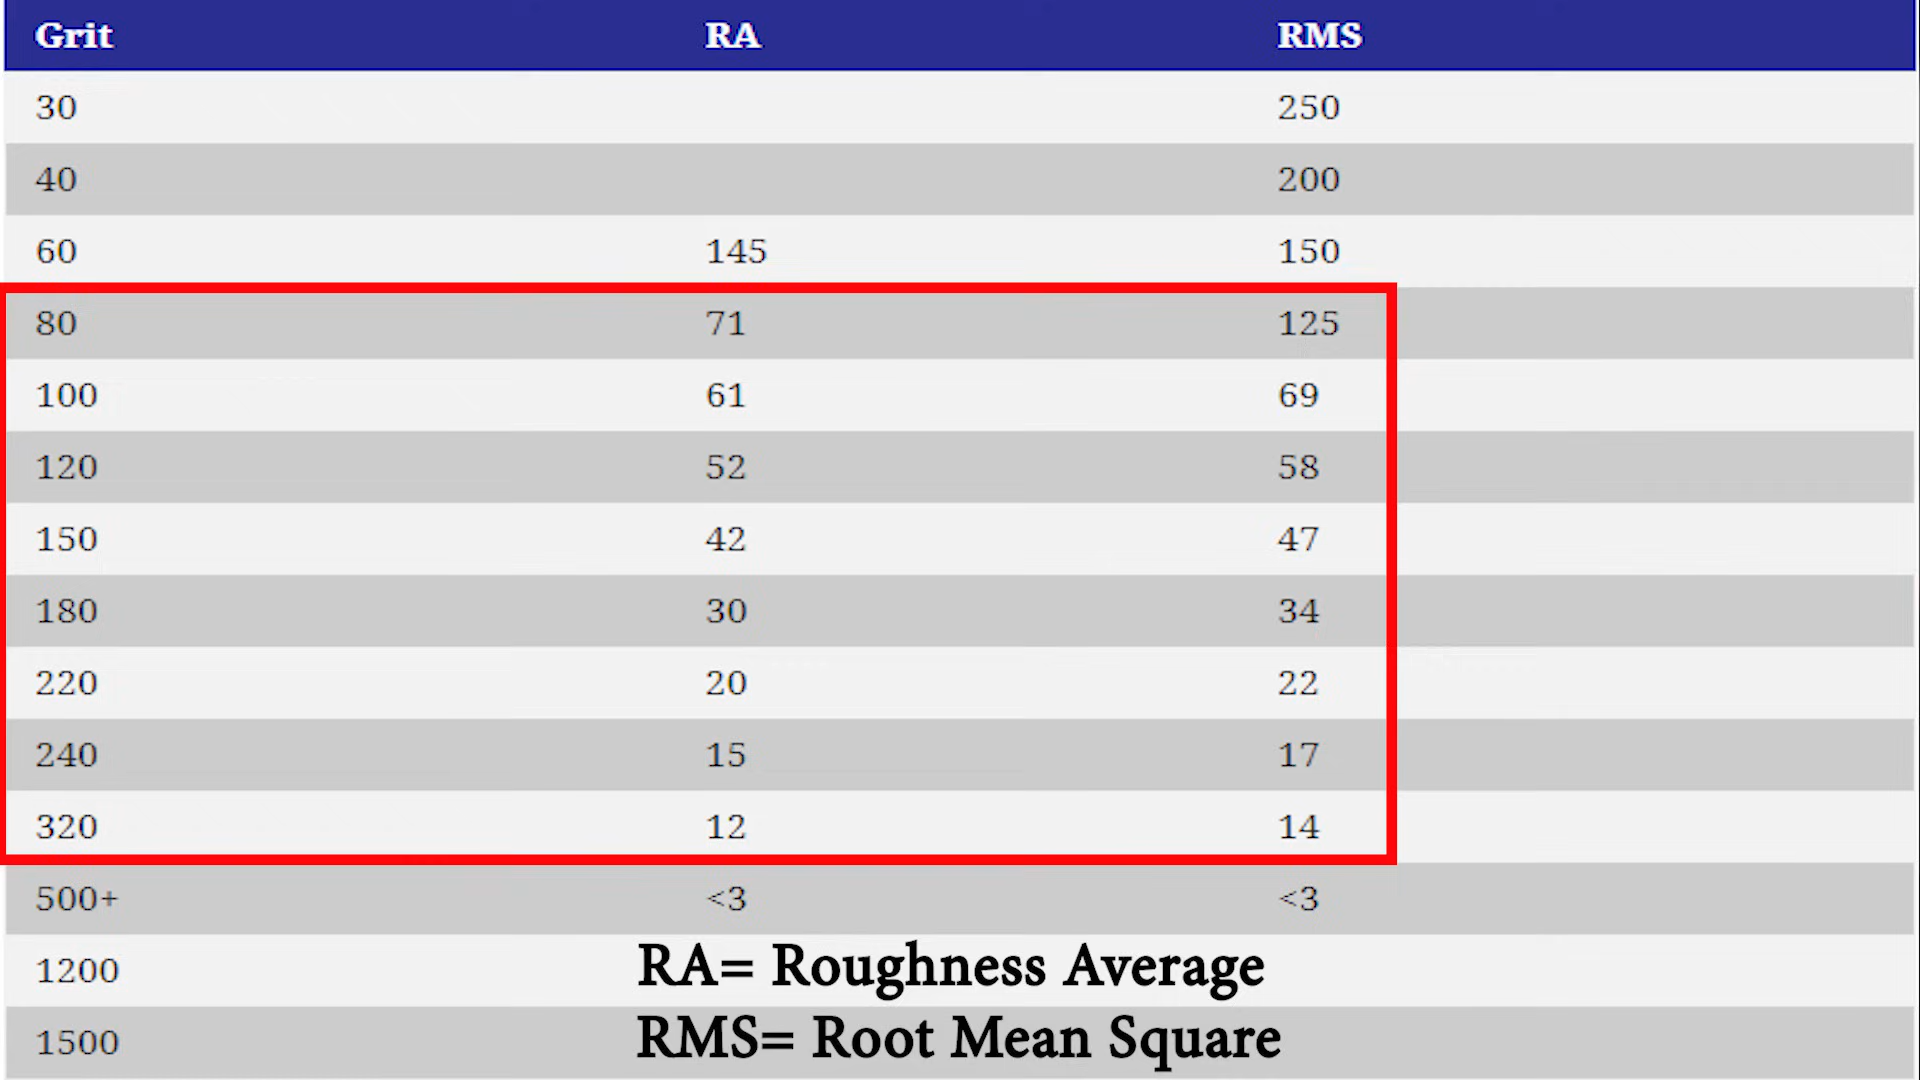 Grit RA RMS
30 250
40 200
60 145 150
80 71 125
100 61 69
120 52 58
150 42 47
180 30 34
220 20 22
240 15 17
320 12 14
500+ <3 <3
1200 RA= Roughness Average
1500 RMS= Root Mean Square